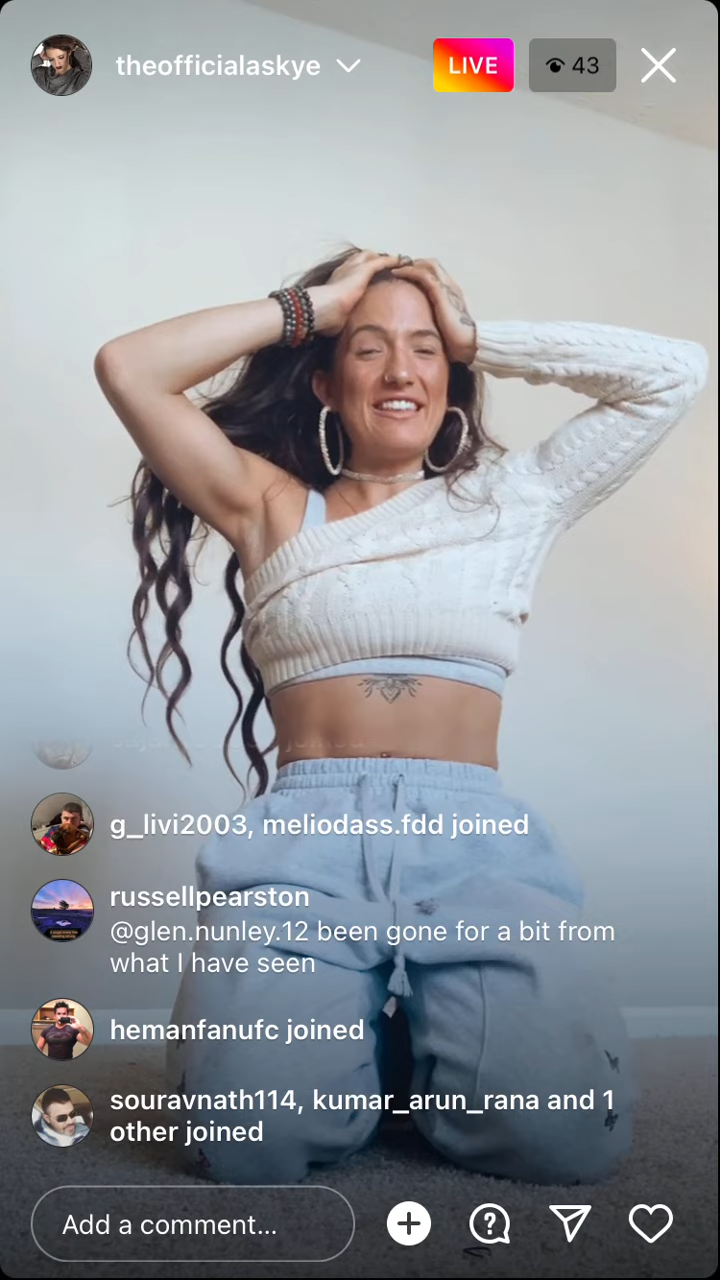 theofficialaskye
LIVE
43
joined
g_livi2003, meliodass.fdd joined
russellpearston
@glen.nunley.12 been gone for a bit from
what I have seen
hemanfanufc joined
souravnath114, kumar_arun_rana and 1
other joined
Add a comment...